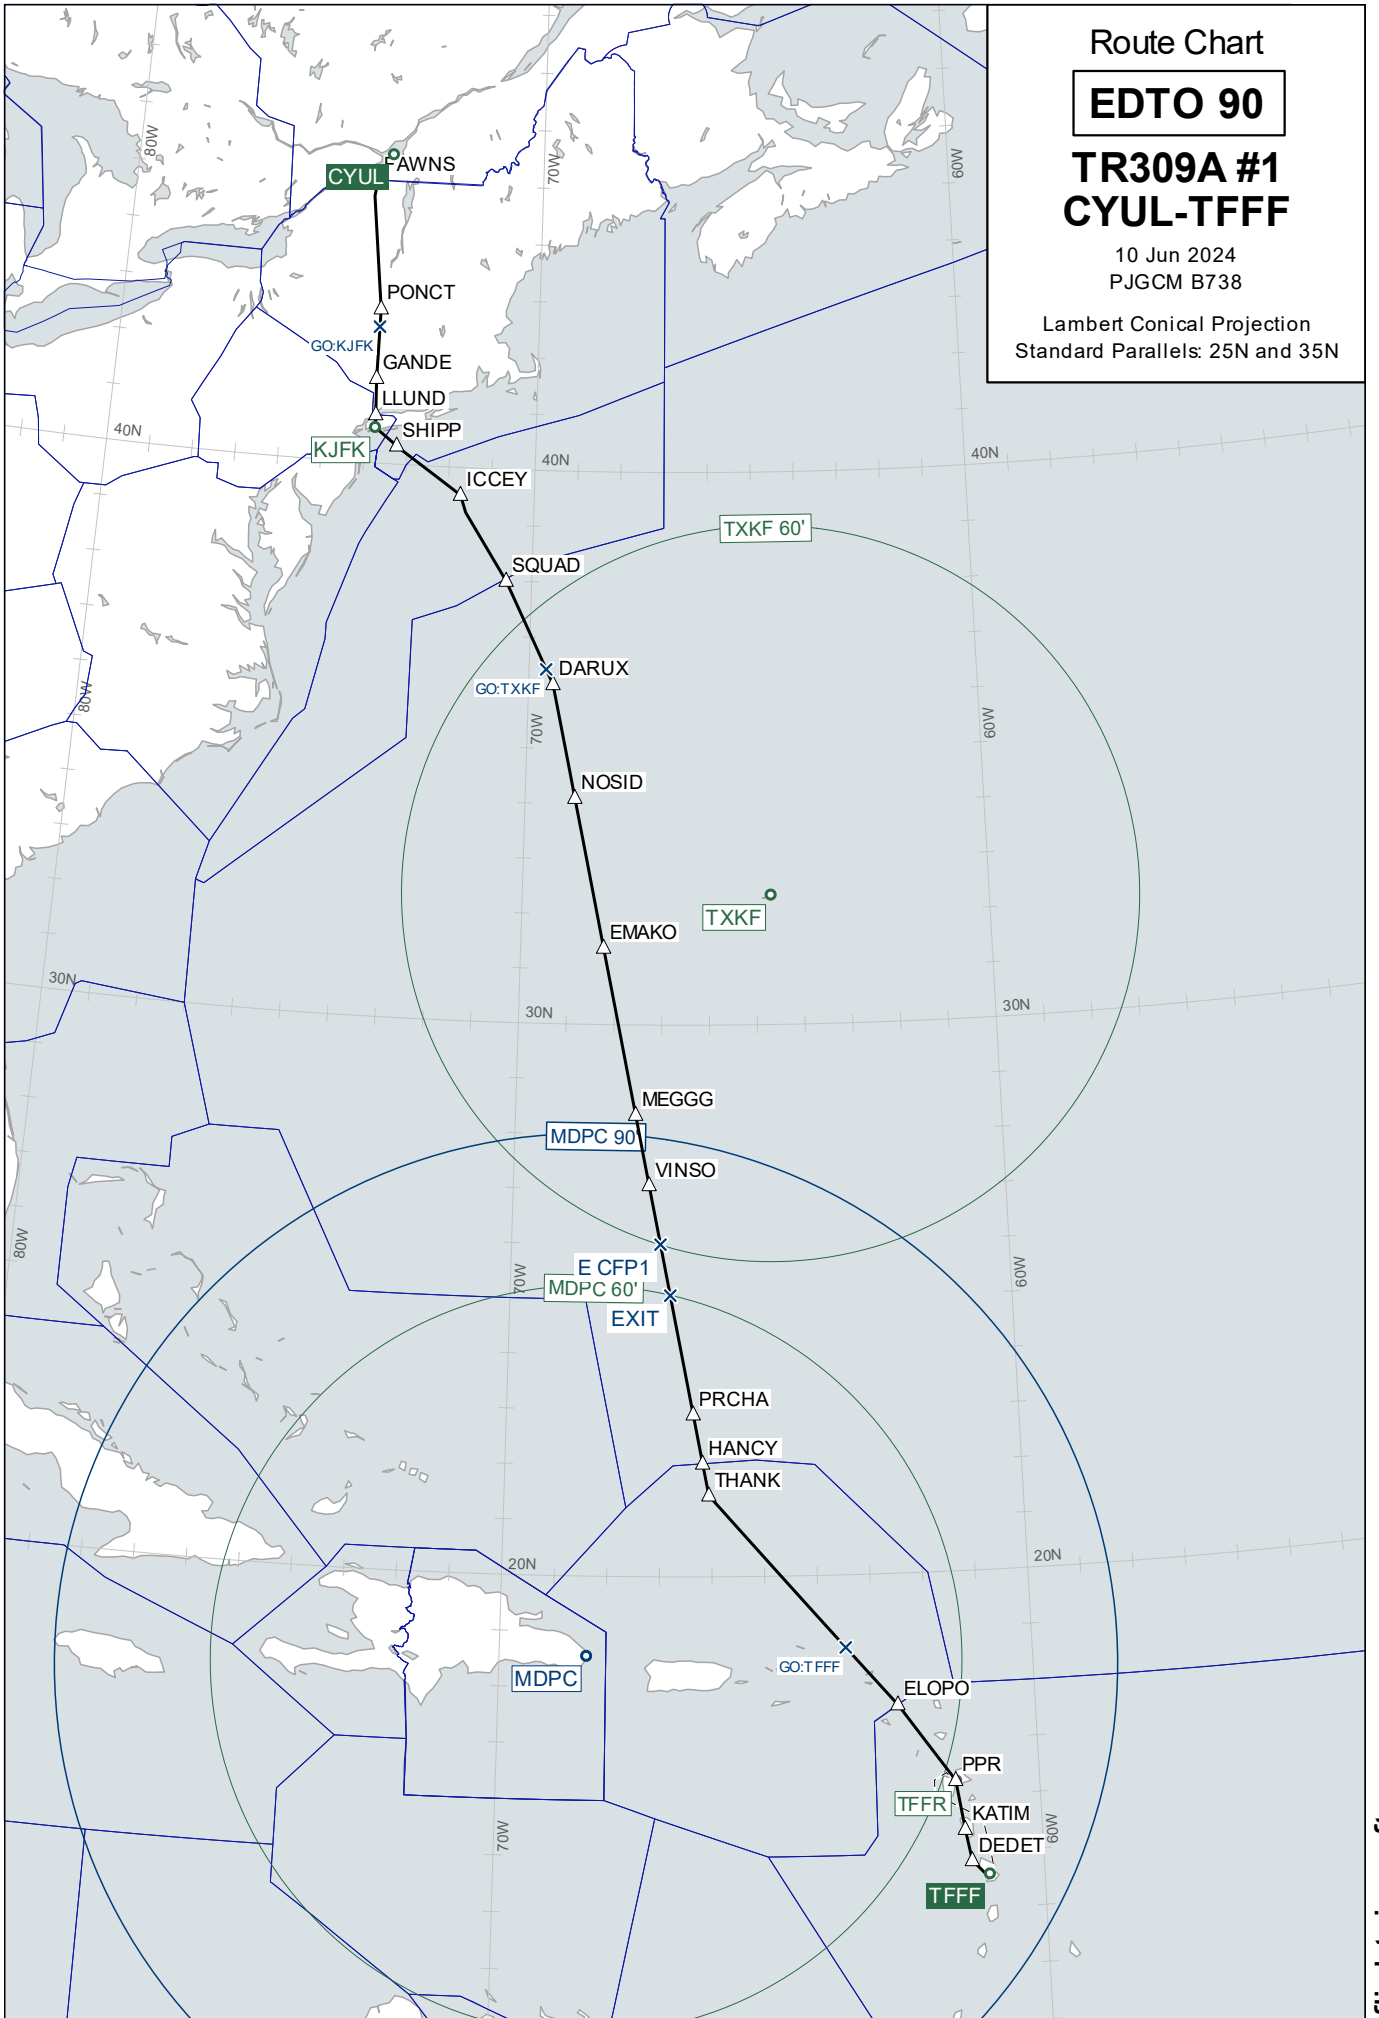 Route Chart
EDTO 90
TR309A #1
CYUL-TFFF
10 Jun 2024
PJGCM B738
Lambert Conical Projection
Standard Parallels: 25N and 35N
80W
70W
60W
FAWNS
CYUL
PONCT
GO:KJFK
GANDE
LLUND
SHIPP
40N
KJFK
40N
40N
ICCEY
TXKF 60'
SQUAD
DARUX
GO:TXKF
80W
70W
60W
NOSID
TXKF
EMAKO
30N
30N
30N
MEGGG
MDPC 90'
VINSO
80W
70W
60W
E CFP1
MDPC 60'
EXIT
PRCHA
HANCY
THANK
20N
20N
GO:TFFF
MDPC
ELOPO
PPR
TFFR
KATIM
70W
60W
DEDET
TFFF